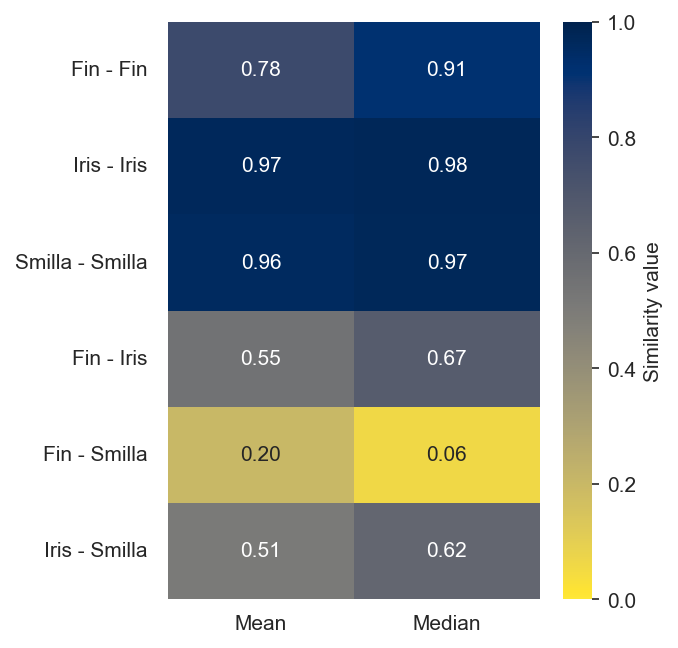 Fin - Fin 0.78 0.91
Iris - Iris 0.97 0.98
Smilla - Smilla 0.96 0.97
Fin - Iris 0.55 0.67
Fin - Smilla 0.20 0.06
Iris - Smilla 0.51 0.62
Mean Median
1.0
0.8
0.6
0.4
0.2
0.0
Similarity value